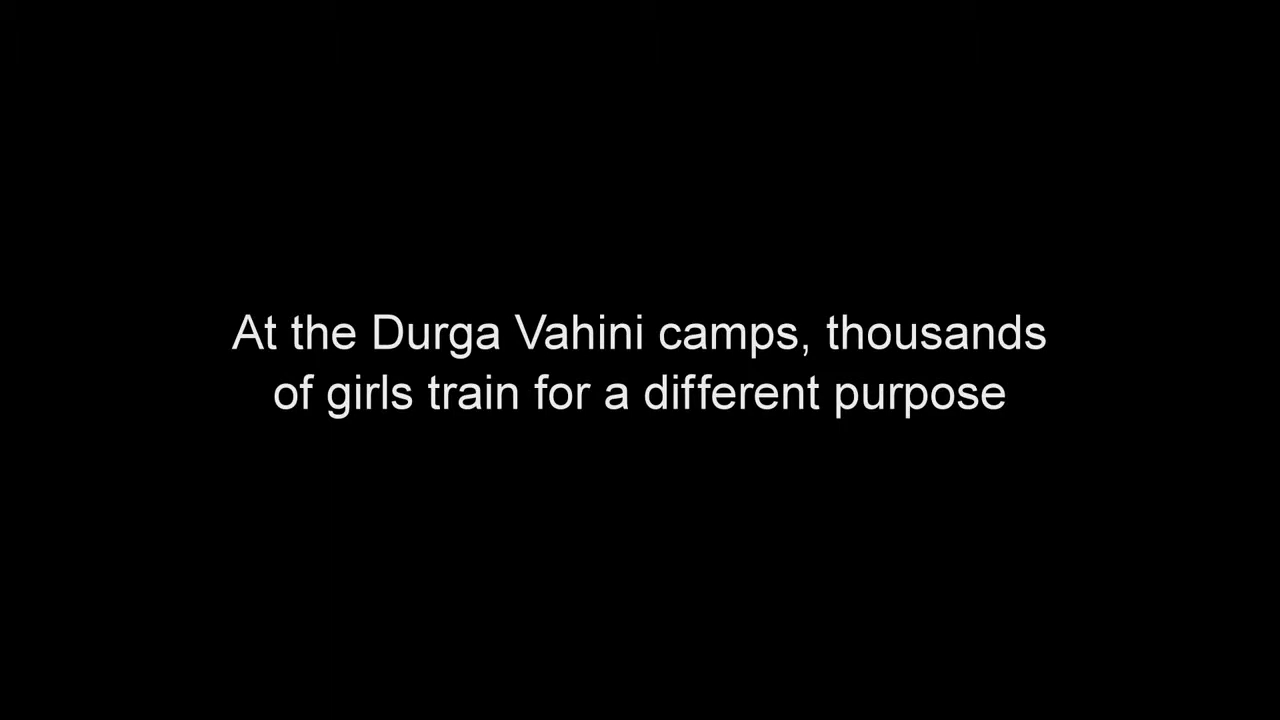 At the Durga Vahini camps, thousands
of girls train for a different purpose